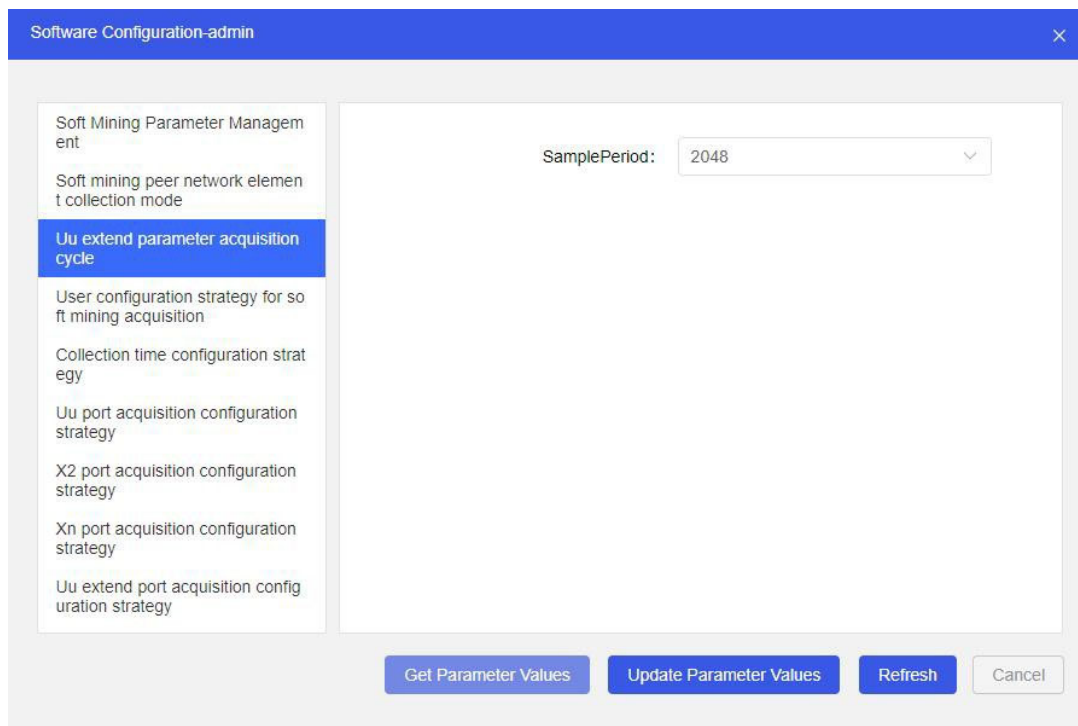 Software Configuration-admin
Soft Mining Parameter Managem
ent
Soft mining peer network elemen
t collection mode
Uu extend parameter acquisition
cycle
User configuration strategy for so
ft mining acquisition
Collection time configuration strat
egy
Uu port acquisition configuration
strategy
X2 port acquisition configuration
strategy
Xn port acquisition configuration
strategy
Uu extend port acquisition config
uration strategy
SamplePeriod: 2048
Get Parameter Values Update Parameter Values Refresh Cancel